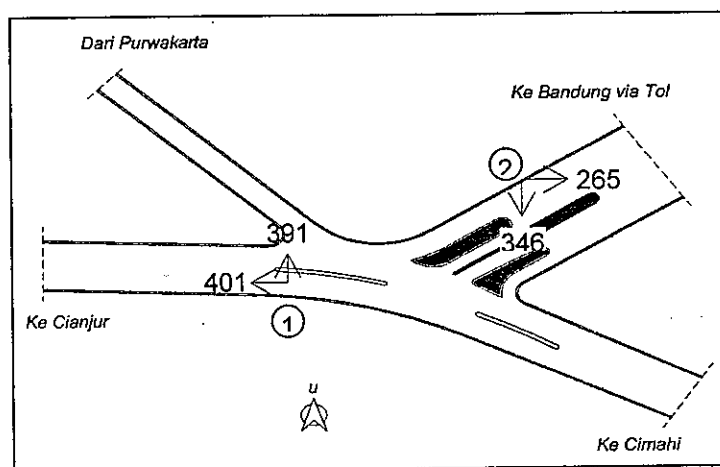 Dari Purwakarta
Ke Bandung via Tol
2
265
391
346
401
Ke Cianjur
1
u
Ke Cimahi